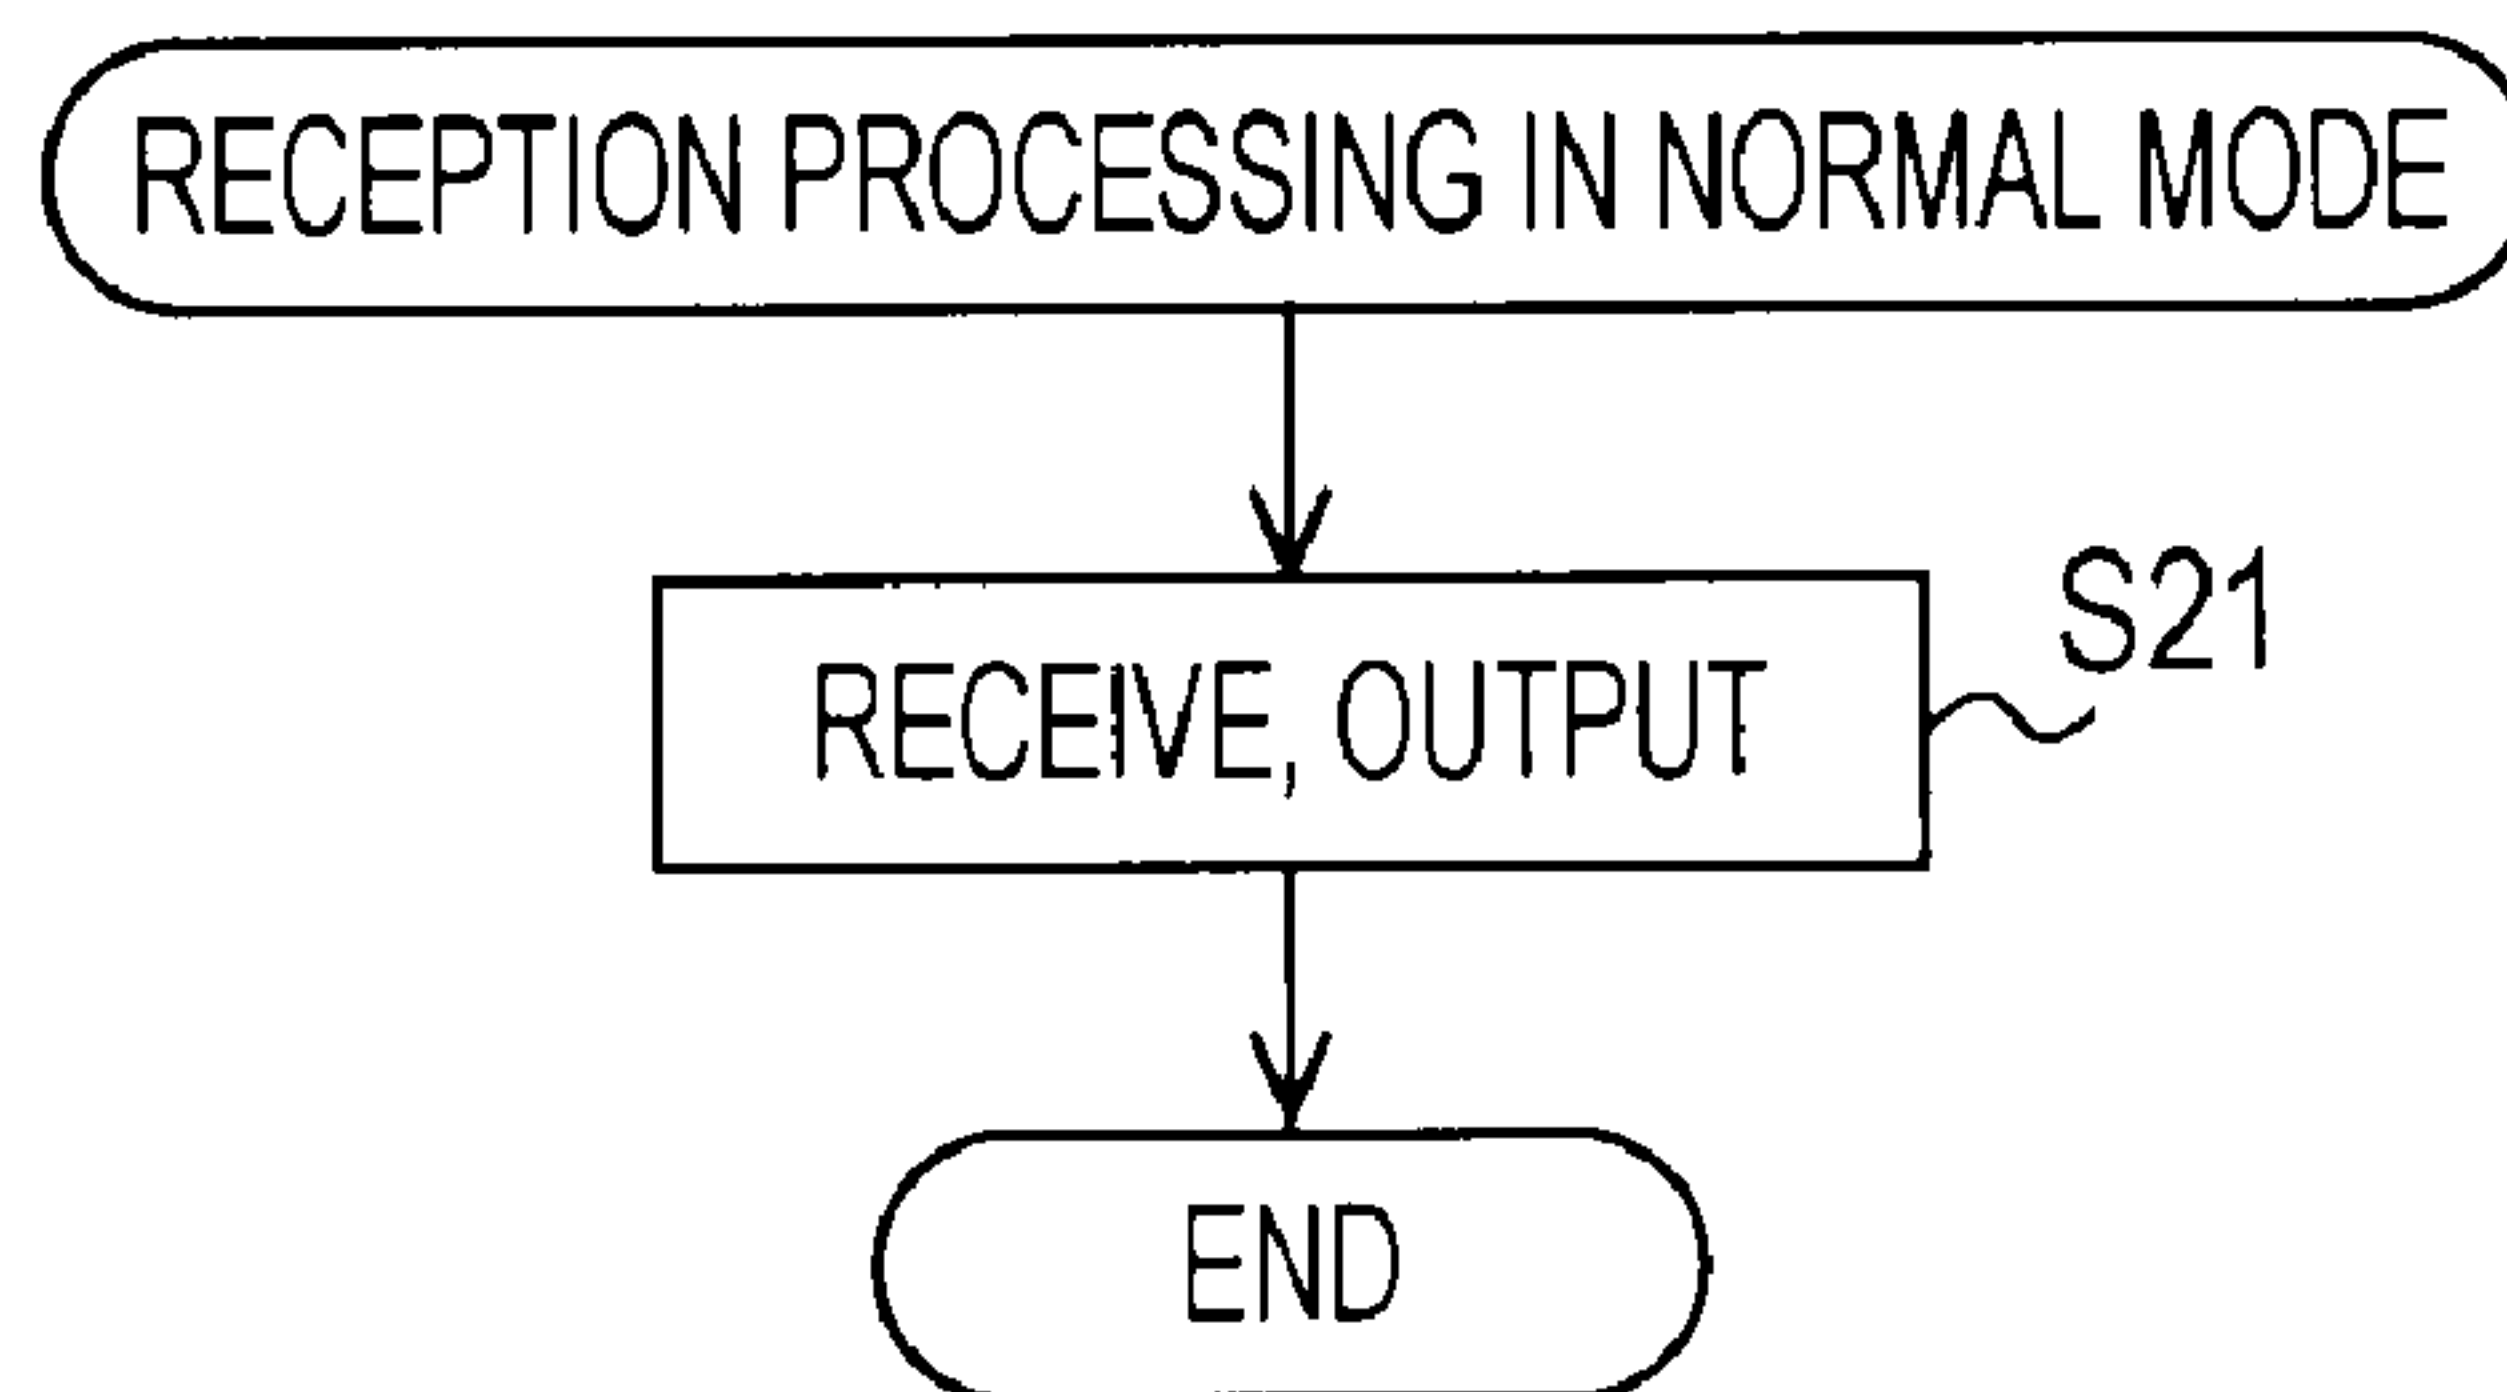 RECEPTION PROCESSING IN NORMAL MODE
S21
RECEIVE, OUTPUT
END